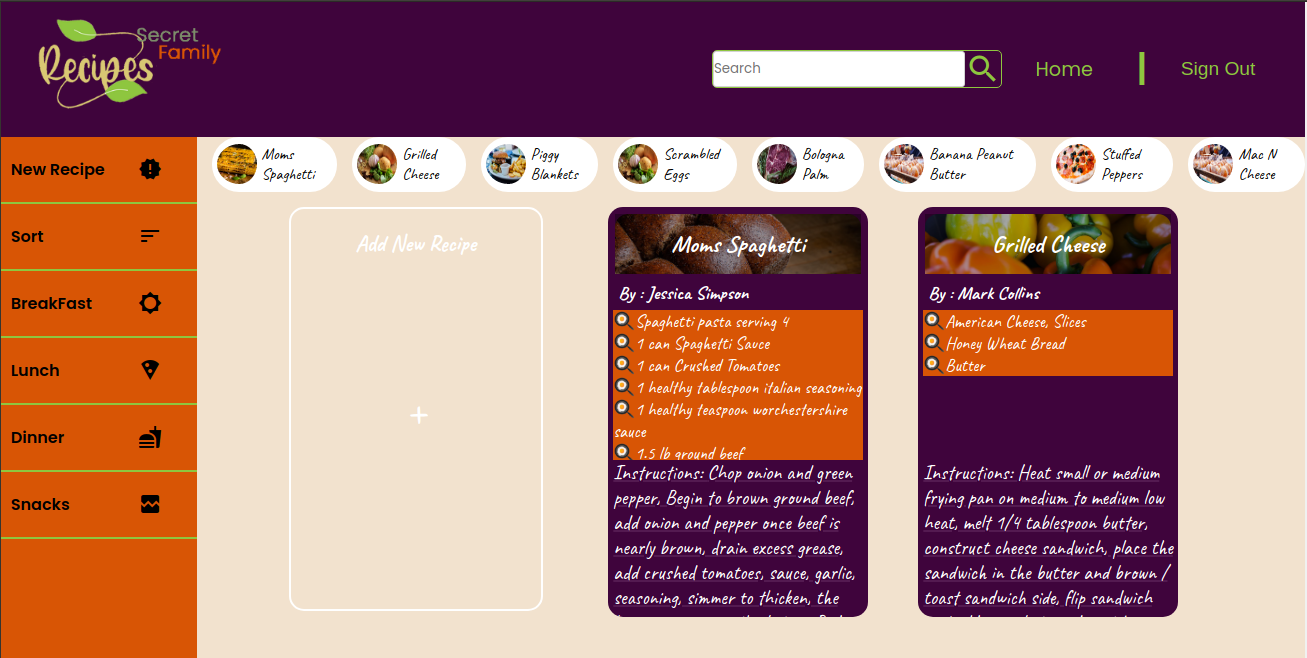 Secret
Family
Recipes
Search
Home
Sign Out
New Recipe
Sort
BreakFast
Lunch
Dinner
Snacks
Moms
Spaghetti
Grilled
Cheese
Piggy
Blankets
Scrambled
Eggs
Bologna
Palm
Banana Peanut
Butter
Stuffed
Peppers
Mac N
Cheese
Add New Recipe
+
Moms Spaghetti
By : Jessica Simpson
Spaghetti pasta serving 4
1 can Spaghetti Sauce
1 can Crushed Tomatoes
1 healthy tablespoon italian seasoning
1 healthy teaspoon worchestershire
sauce
1.5 lb ground beef
Instructions: Chop onion and green
pepper, Begin to brown ground beef,
add onion and pepper once beef is
nearly brown, drain excess grease,
add crushed tomatoes, sauce, garlic,
seasoning, simmer to thicken, the
Grilled Cheese
By : Mark Collins
American Cheese, Slices
Honey Wheat Bread
Butter
Instructions: Heat small or medium
frying pan on medium to medium low
heat, melt 1/4 tablespoon butter,
construct cheese sandwich, place the
sandwich in the butter and brown /
toast sandwich side, flip sandwich